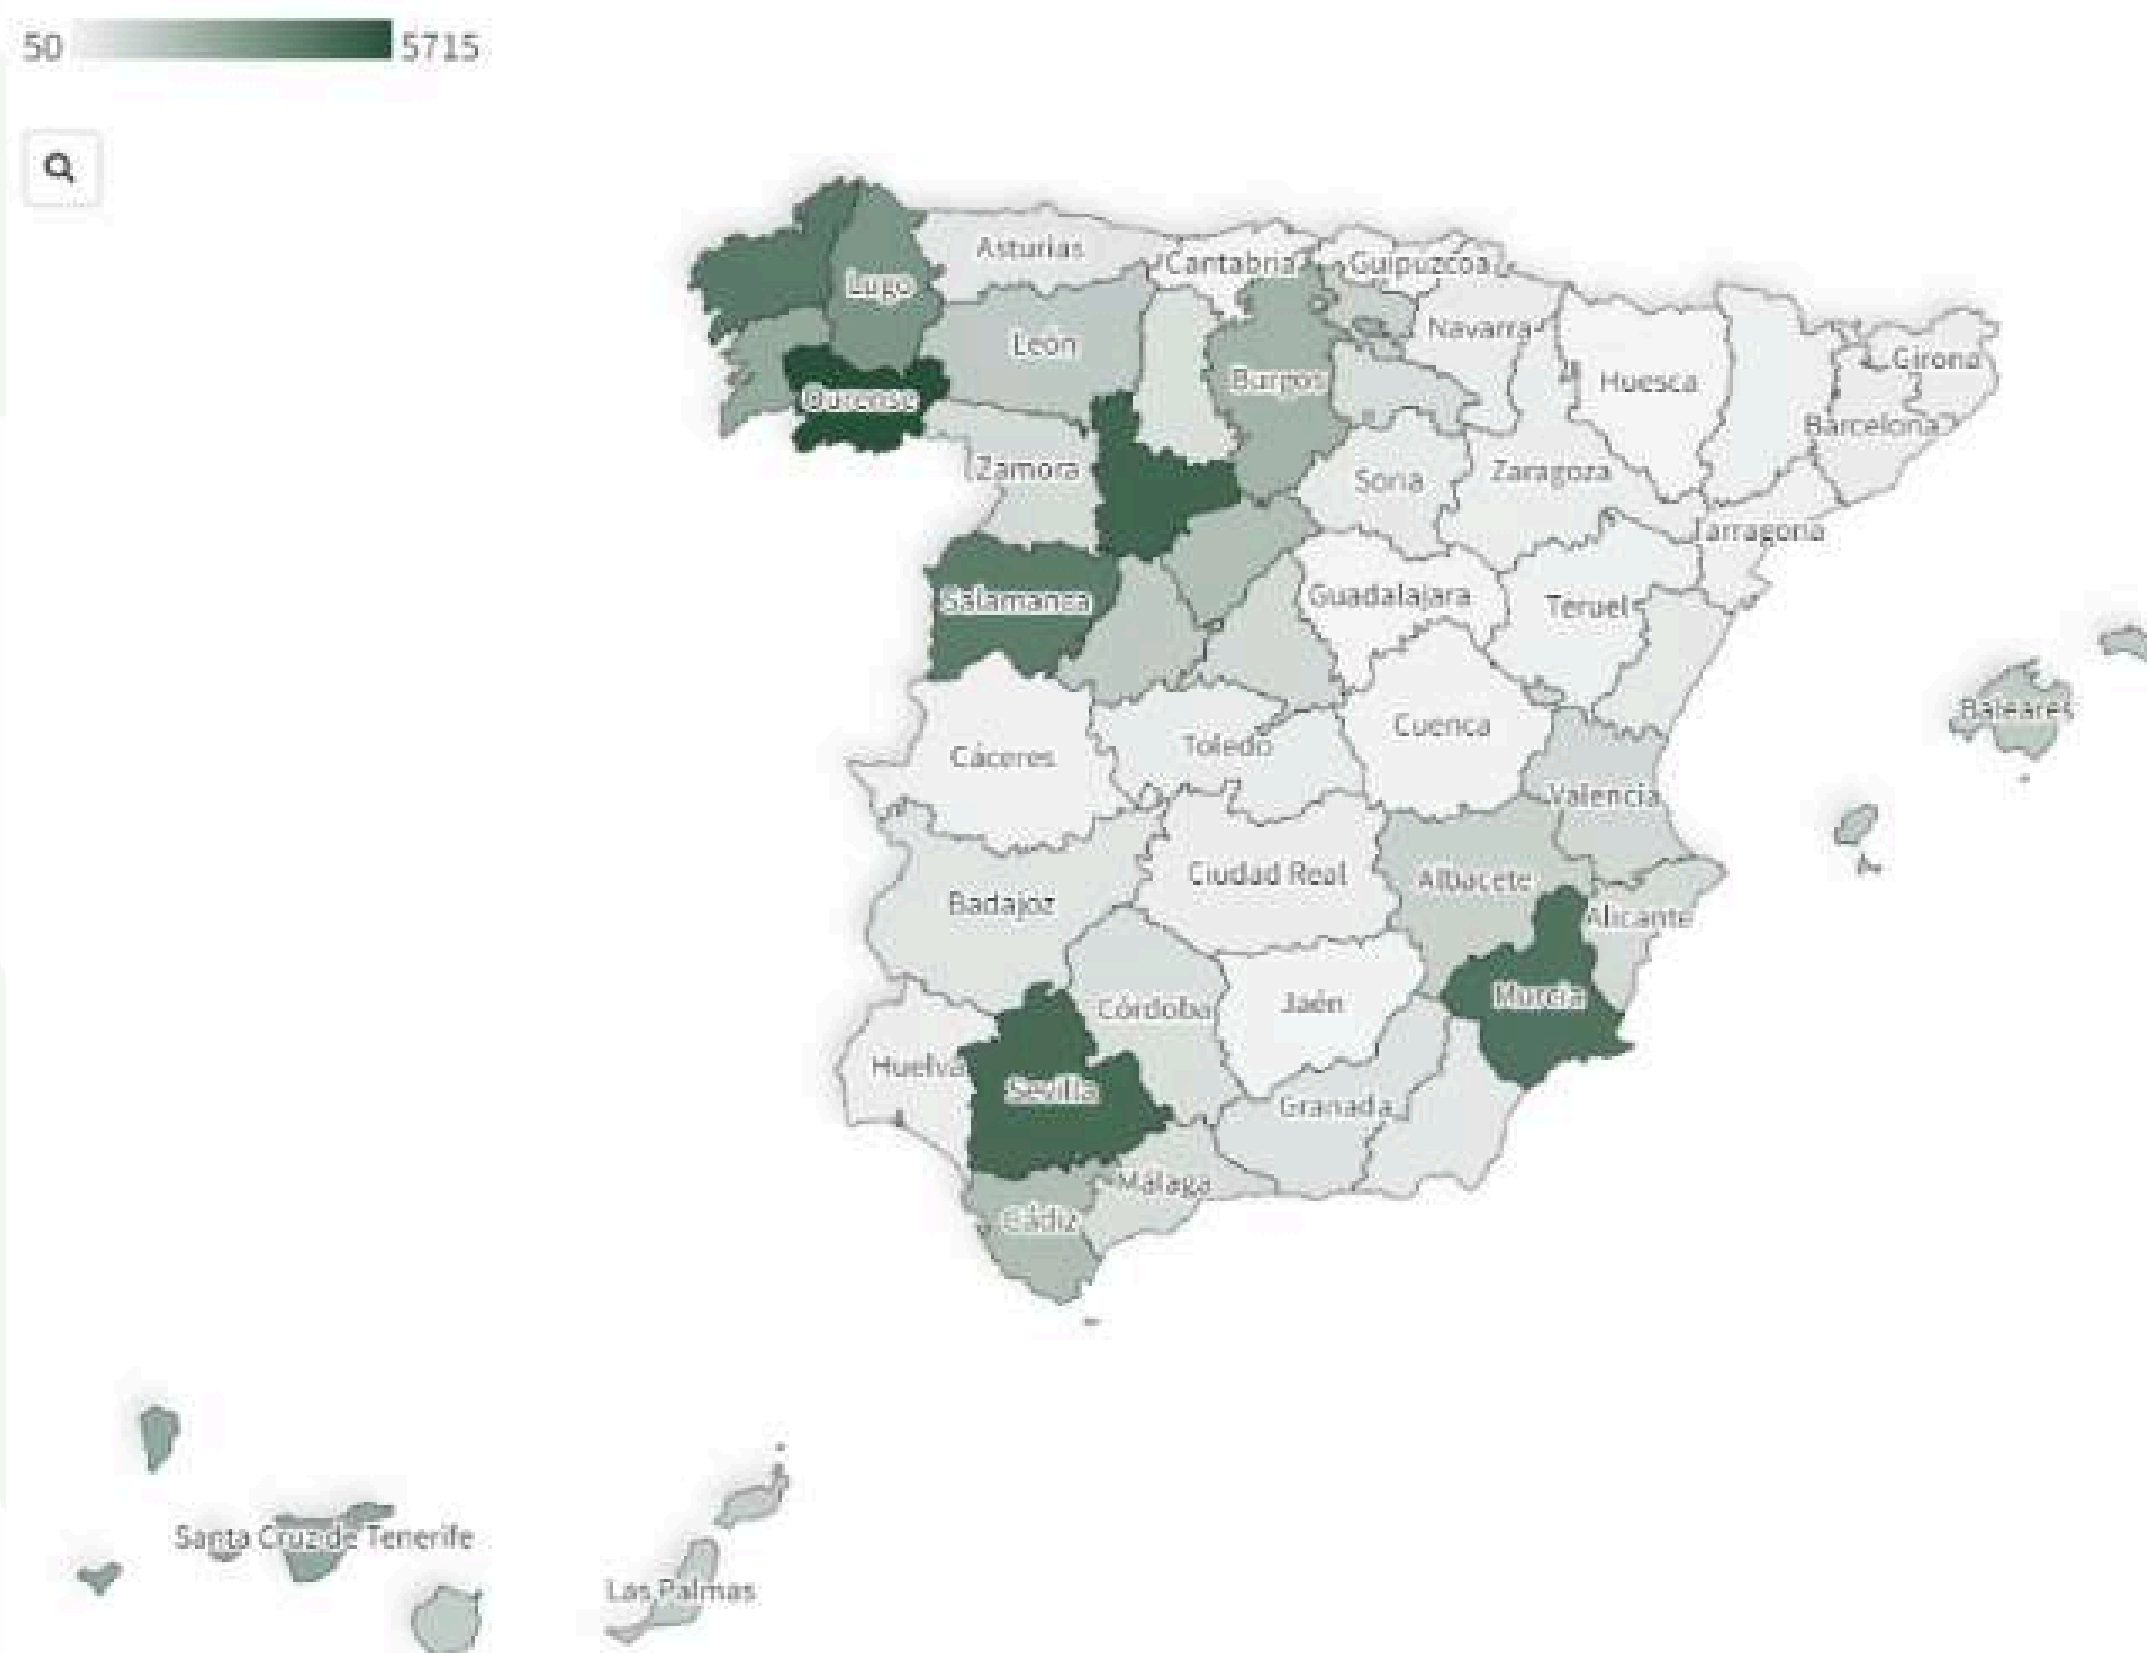 50 5715
Asturias
Cantabria
Guipúzcoa
Lugo
Navarra
León
Girona
Burgos
Huesca
Ourense
Barcelona
Zamora
Soria
Zaragoza
Tarragona
Salamanca
Guadalajara
Teruel
Baleares
Cuenca
Toledo
Cáceres
Valencia
Ciudad Real
Albacete
Badajoz
Alicante
Murcia
Jaén
Córdoba
Huelva
Sevilla
Granada
Málaga
Cádiz
Santa Cruz de Tenerife
Las Palmas